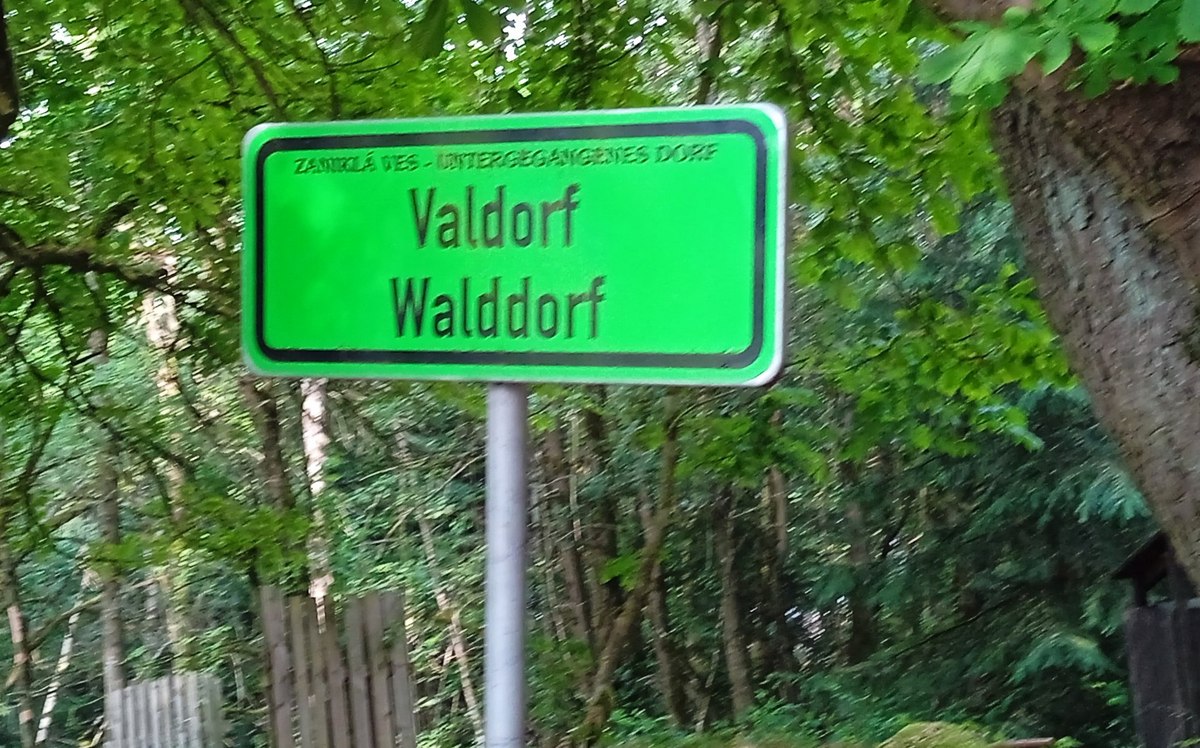 ZANIKLÁ VES - UNTERGEGANGENES DORF
Valdorf
Walddorf